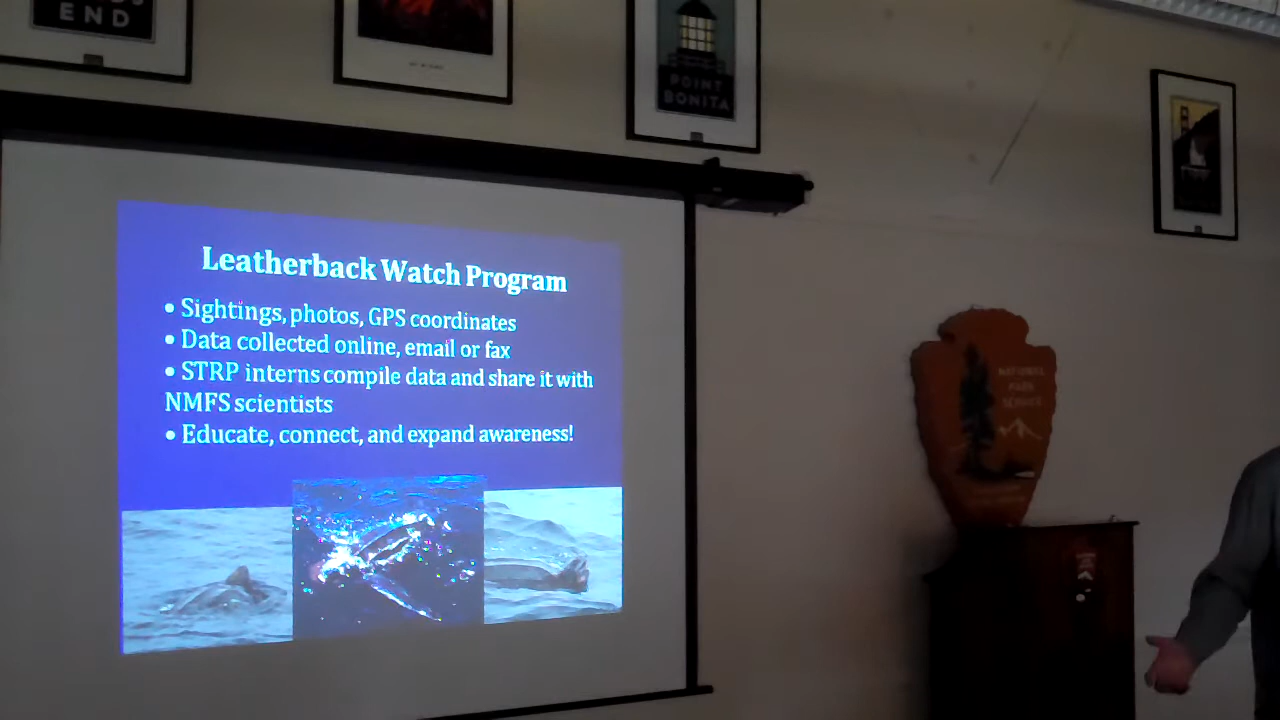 END
POINT
BONITA
Leatherback Watch Program
• Sightings, photos, GPS coordinates
• Data collected online, email or fax
• STRP interns compile data and share it with
NMFS scientists
• Educate, connect, and expand awareness!
NATIONAL
PARK
SERVICE